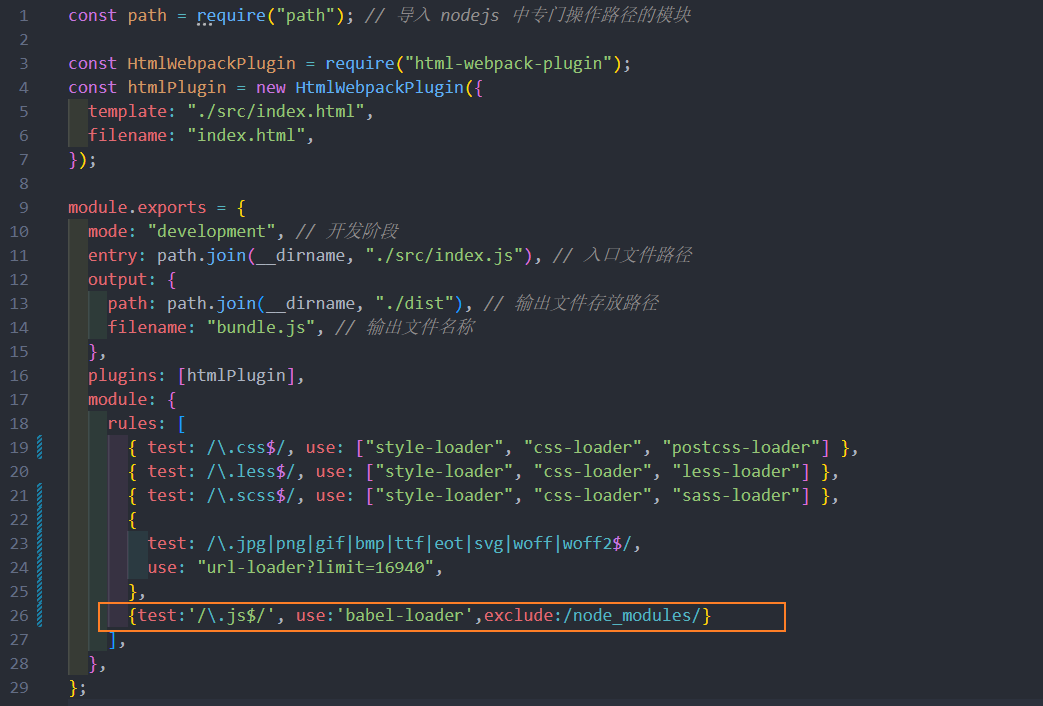 1 const path = require("path"); // 导入 nodejs 中专门操作路径的模块
2
3 const HtmlWebpackPlugin = require("html-webpack-plugin");
4 const htmlPlugin = new HtmlWebpackPlugin({
5   template: "./src/index.html",
6   filename: "index.html",
7 });
8
9 module.exports = {
10   mode: "development", // 开发阶段
11   entry: path.join(__dirname, "./src/index.js"), // 入口文件路径
12   output: {
13     path: path.join(__dirname, "./dist"), // 输出文件存放路径
14     filename: "bundle.js", // 输出文件名称
15   },
16   plugins: [htmlPlugin],
17   module: {
18     rules: [
19       { test: /\.css$/, use: ["style-loader", "css-loader", "postcss-loader"] },
20       { test: /\.less$/, use: ["style-loader", "css-loader", "less-loader"] },
21       { test: /\.scss$/, use: ["style-loader", "css-loader", "sass-loader"] },
22       {
23         test: /\.jpg|png|gif|bmp|ttf|eot|svg|woff|woff2$/,
24         use: "url-loader?limit=16940",
25       },
26       {test:'/\.js$/', use:'babel-loader',exclude:/node_modules/}
27     ],
28   },
29 };